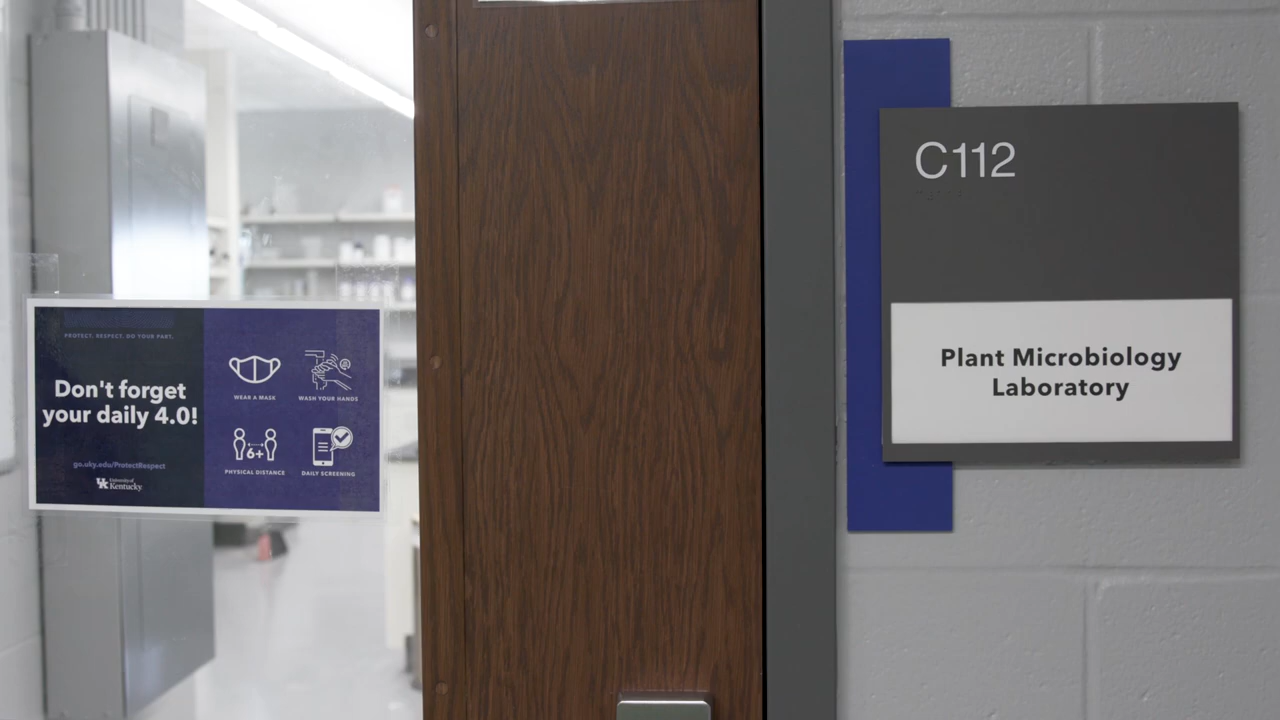 PROTECT. RESPECT. DO YOUR PART.
Don't forget
your daily 4.0!
go.uky.edu/ProtectRespect
UK University of
Kentucky
WEAR A MASK
WASH YOUR HANDS
6+
PHYSICAL DISTANCE
DAILY SCREENING
C112
Plant Microbiology
Laboratory